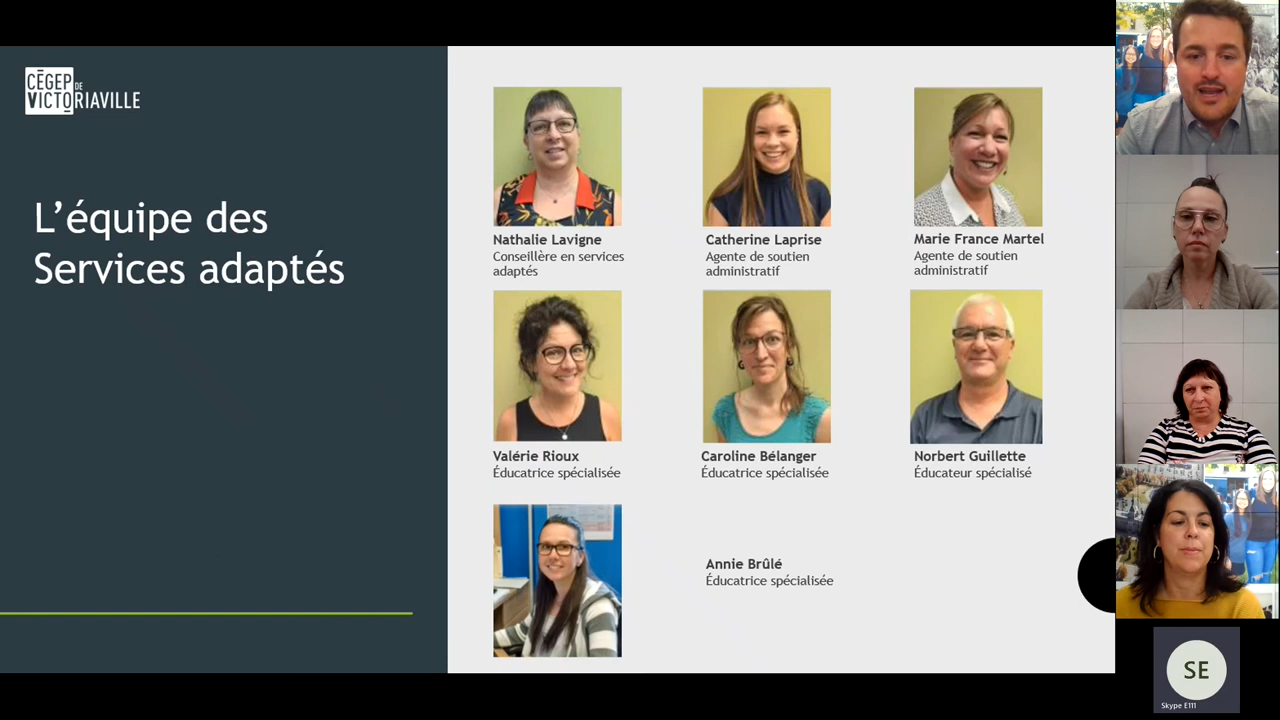 CÉGEP DE
VICTORIAVILLE
L'équipe des
Services adaptés
Nathalie Lavigne
Conseillère en services
adaptés
Catherine Laprise
Agente de soutien
administratif
Marie France Martel
Agente de soutien
administratif
Valérie Rioux
Éducatrice spécialisée
Caroline Bélanger
Éducatrice spécialisée
Norbert Guillette
Éducateur spécialisé
Annie Brûlé
Éducatrice spécialisée
SE
Skype E111